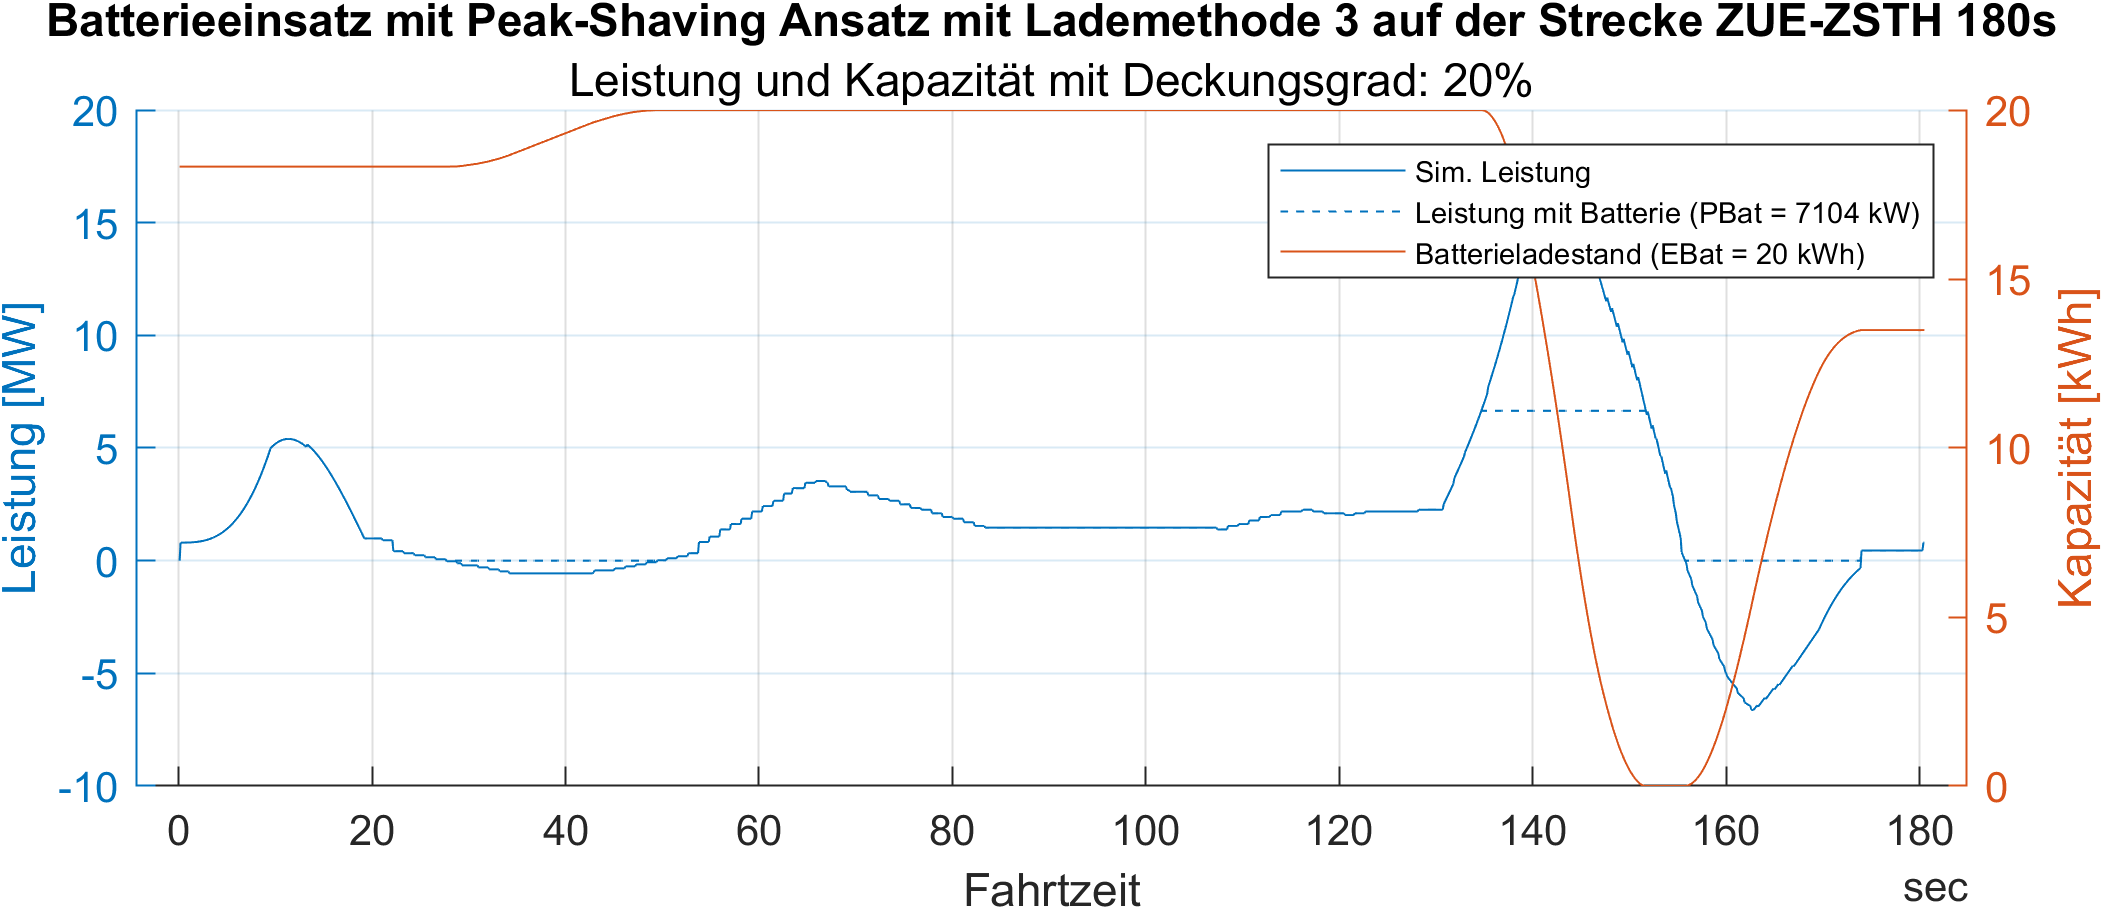 Batterieeinsatz mit Peak-Shaving Ansatz mit Lademethode 3 auf der Strecke ZUE-ZSTH 180s
Leistung und Kapazität mit Deckungsgrad: 20%
Leistung [MW]
20
15
10
5
0
-5
-10
Sim. Leistung
Leistung mit Batterie (PBat = 7104 kW)
Batterieladestand (EBat = 20 kWh)
20
15
10
5
0
Kapazität [kWh]
0 20 40 60 80 100 120 140 160 180
Fahrtzeit
sec